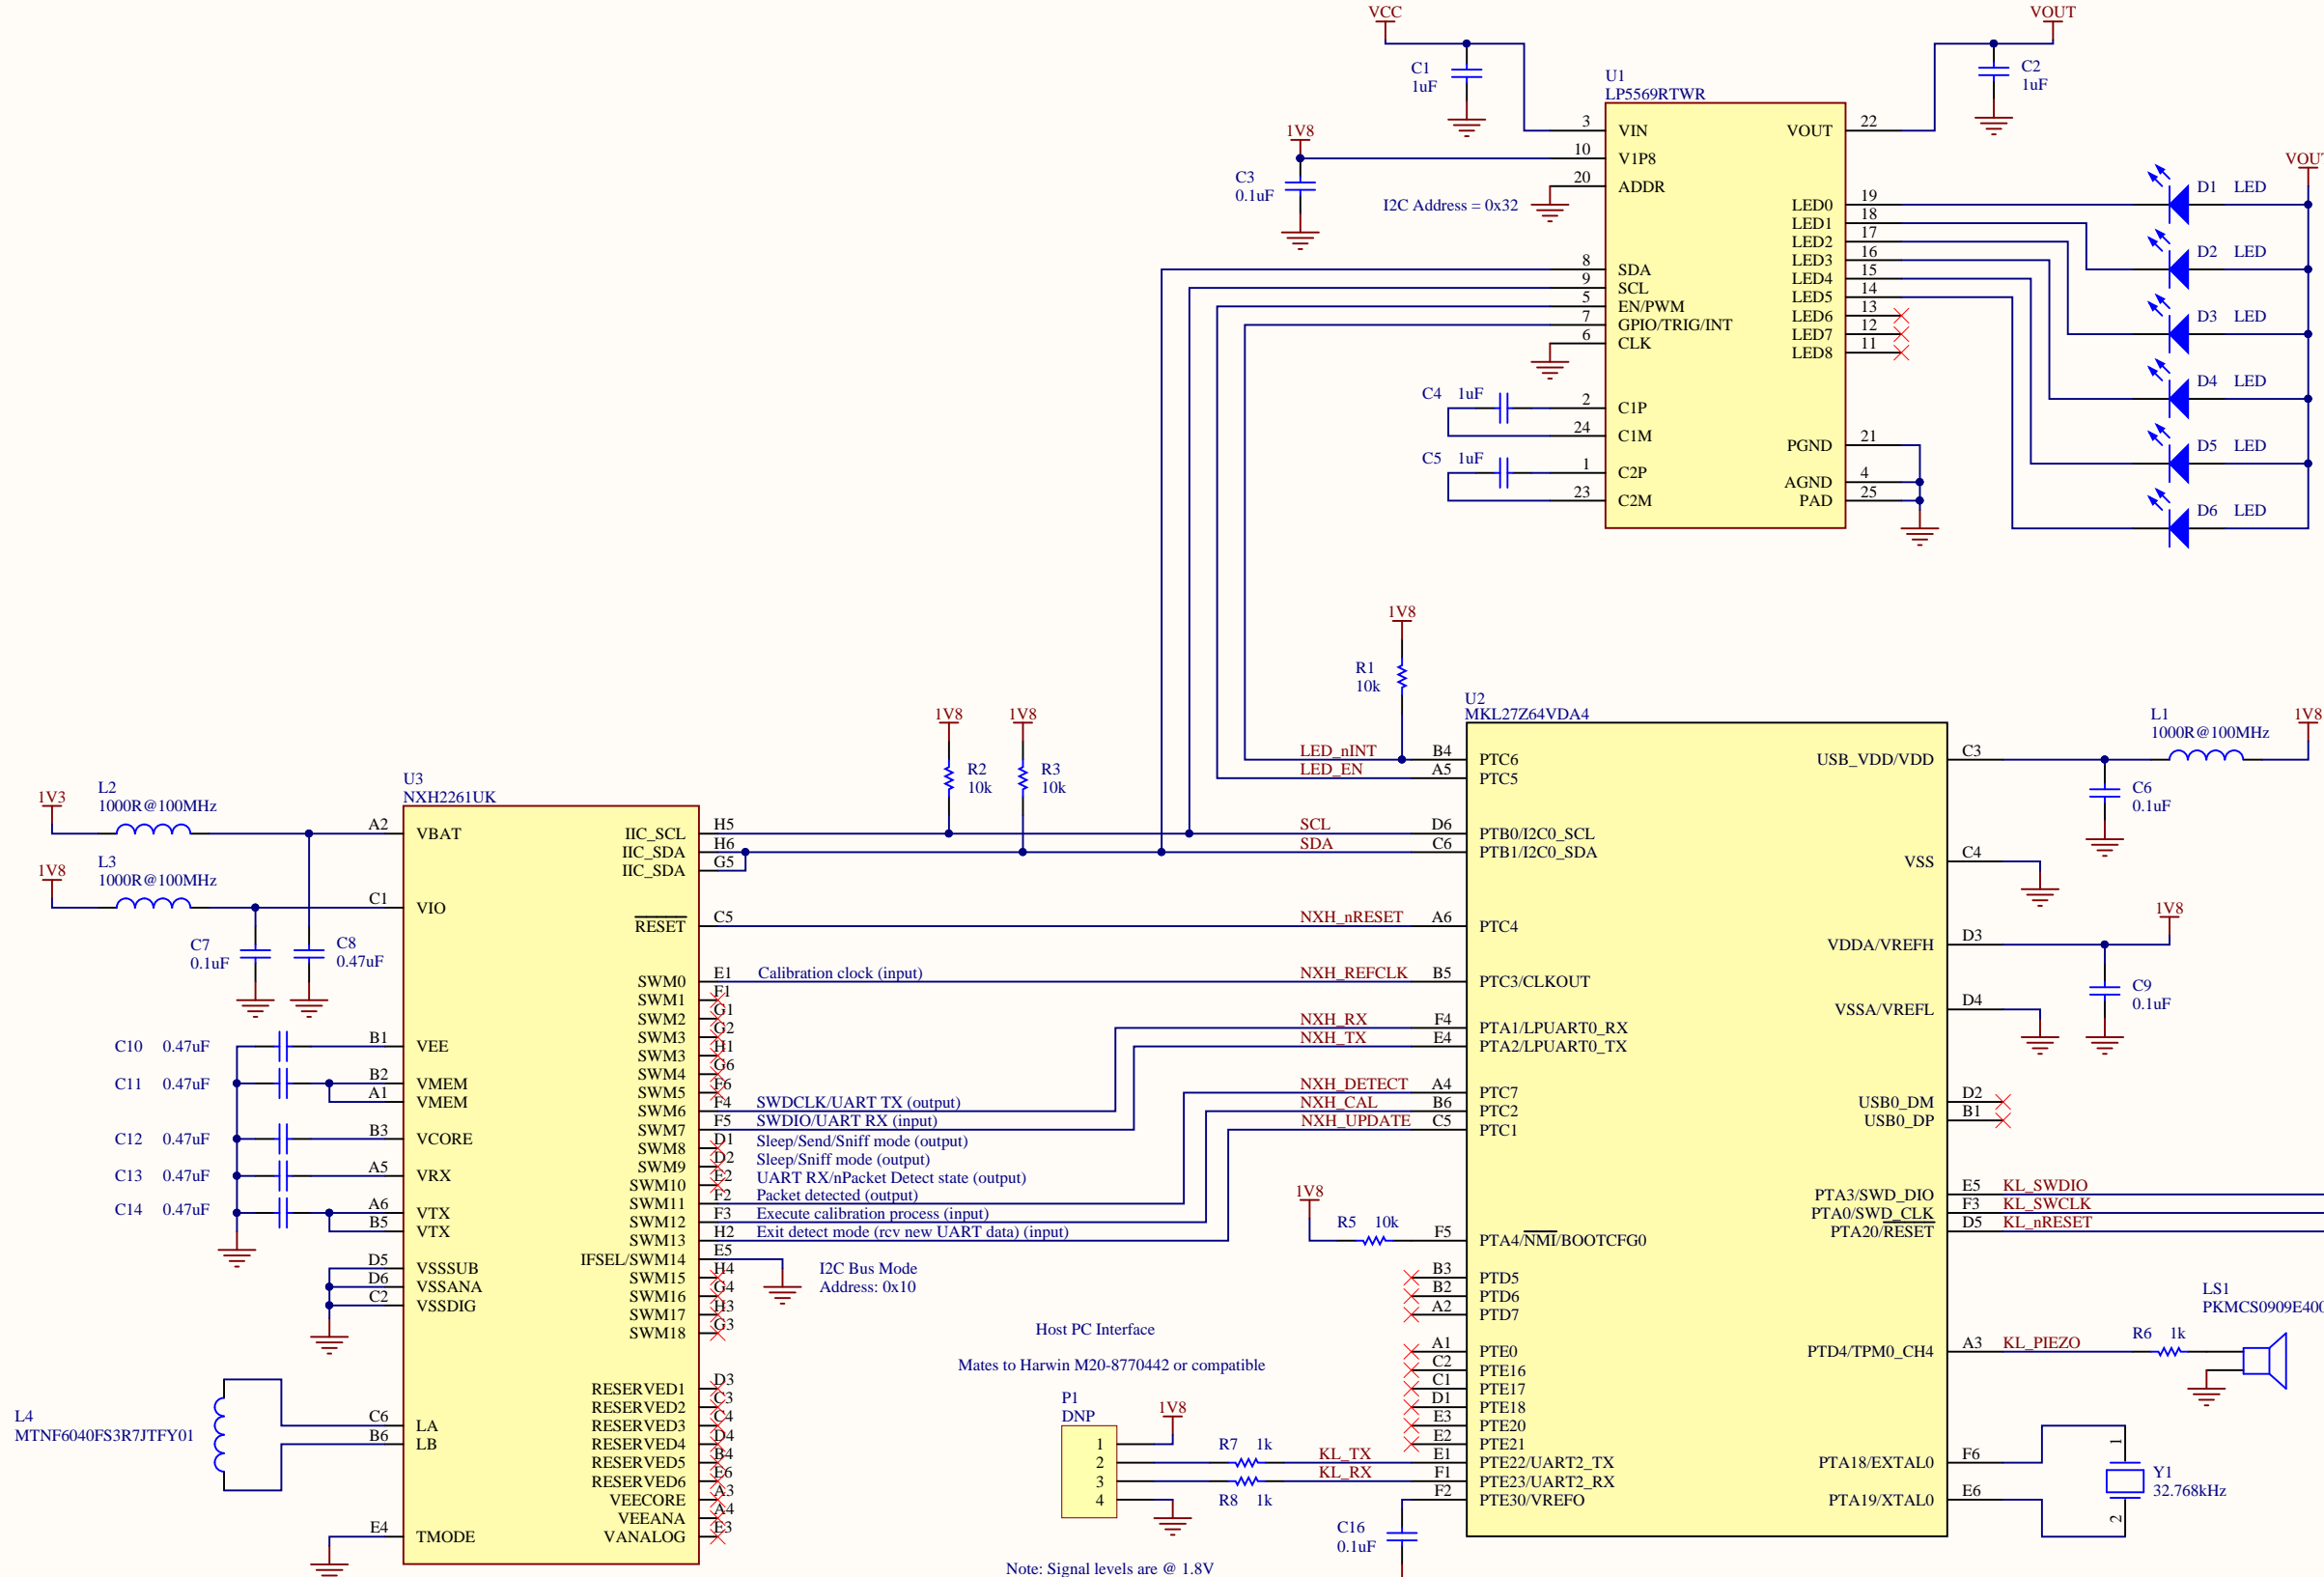 VCC
VOUT
C1
1uF
C2
1uF
U1
LP5569RTWR
1V8
C3
0.1uF
I2C Address = 0x32
3 VIN
10 V1P8
20 ADDR
8 SDA
9 SCL
5 EN/PWM
7 GPIO/TRIG/INT
6 CLK
2 C1P
24 C1M
1 C2P
23 C2M
VOUT 22
LED0 19
LED1 18
LED2 17
LED3 16
LED4 15
LED5 14
LED6 13
LED7 12
LED8 11
PGND 21
AGND 4
PAD 25
C4 1uF
C5 1uF
VOUT
D1 LED
D2 LED
D3 LED
D4 LED
D5 LED
D6 LED
1V8
R1
10k
1V8
R2
10k
1V8
R3
10k
U2
MKL27Z64VDA4
LED_nINT B4 PTC6
LED_EN A5 PTC5
SCL D6 PTB0/I2C0_SCL
SDA C6 PTB1/I2C0_SDA
NXH_nRESET A6 PTC4
NXH_REFCLK B5 PTC3/CLKOUT
NXH_RX F4 PTA1/LPUART0_RX
NXH_TX E4 PTA2/LPUART0_TX
NXH_DETECT A4 PTC7
NXH_CAL B6 PTC2
NXH_UPDATE C5 PTC1
1V8
R5 10k
F5 PTA4/NMI/BOOTCFG0
B3 PTD5
B2 PTD6
A2 PTD7
A1 PTE0
C2 PTE16
C1 PTE17
D1 PTE18
E3 PTE20
E2 PTE21
E1 PTE22/UART2_TX
F1 PTE23/UART2_RX
F2 PTE30/VREFO
USB_VDD/VDD C3
VSS C4
VDDA/VREFH D3
VSSA/VREFL D4
USB0_DM D2
USB0_DP B1
PTA3/SWD_DIO E5 KL_SWDIO
PTA0/SWD_CLK F3 KL_SWCLK
PTA20/RESET D5 KL_nRESET
PTD4/TPM0_CH4 A3 KL_PIEZO
PTA18/EXTAL0 F6
PTA19/XTAL0 E6
L1
1000R@100MHz
1V8
C6
0.1uF
1V8
C9
0.1uF
LS1
PKMCS0909E400
R6 1k
1
2
Y1
32.768kHz
U3
NXH2261UK
1V3
L2
1000R@100MHz
1V8
L3
1000R@100MHz
C7
0.1uF
C8
0.47uF
C10 0.47uF
C11 0.47uF
C12 0.47uF
C13 0.47uF
C14 0.47uF
L4
MTNF6040FS3R7JTFY01
A2 VBAT
C1 VIO
B1 VEE
B2 VMEM
A1 VMEM
B3 VCORE
A5 VRX
A6 VTX
B5 VTX
D5 VSSSUB
D6 VSSANA
C2 VSSDIG
C6 LA
B6 LB
E4 TMODE
IIC_SCL H5
IIC_SDA H6
IIC_SDA G5
RESET C5
SWM0 E1 Calibration clock (input)
SWM1 F1
SWM2 G1
SWM3 G2
SWM3 H1
SWM4 G6
SWM5 F6
SWM6 F4 SWDCLK/UART TX (output)
SWM7 F5 SWDIO/UART RX (input)
SWM8 D1 Sleep/Send/Sniff mode (output)
SWM9 D2 Sleep/Sniff mode (output)
SWM10 E2 UART RX/nPacket Detect state (output)
SWM11 F2 Packet detected (output)
SWM12 F3 Execute calibration process (input)
SWM13 H2 Exit detect mode (rcv new UART data) (input)
IFSEL/SWM14 E5
SWM15 H4
SWM16 G4
SWM17 H3
SWM18 G3
RESERVED1 D3
RESERVED2 C3
RESERVED3 C4
RESERVED4 D4
RESERVED5 B4
RESERVED6 E6
VEECORE A3
VEEANA A4
VANALOG E3
I2C Bus Mode
Address: 0x10
Host PC Interface
Mates to Harwin M20-8770442 or compatible
P1
DNP
1
2
3
4
1V8
R7 1k KL_TX
KL_RX
R8 1k
C16
0.1uF
Note: Signal levels are @ 1.8V